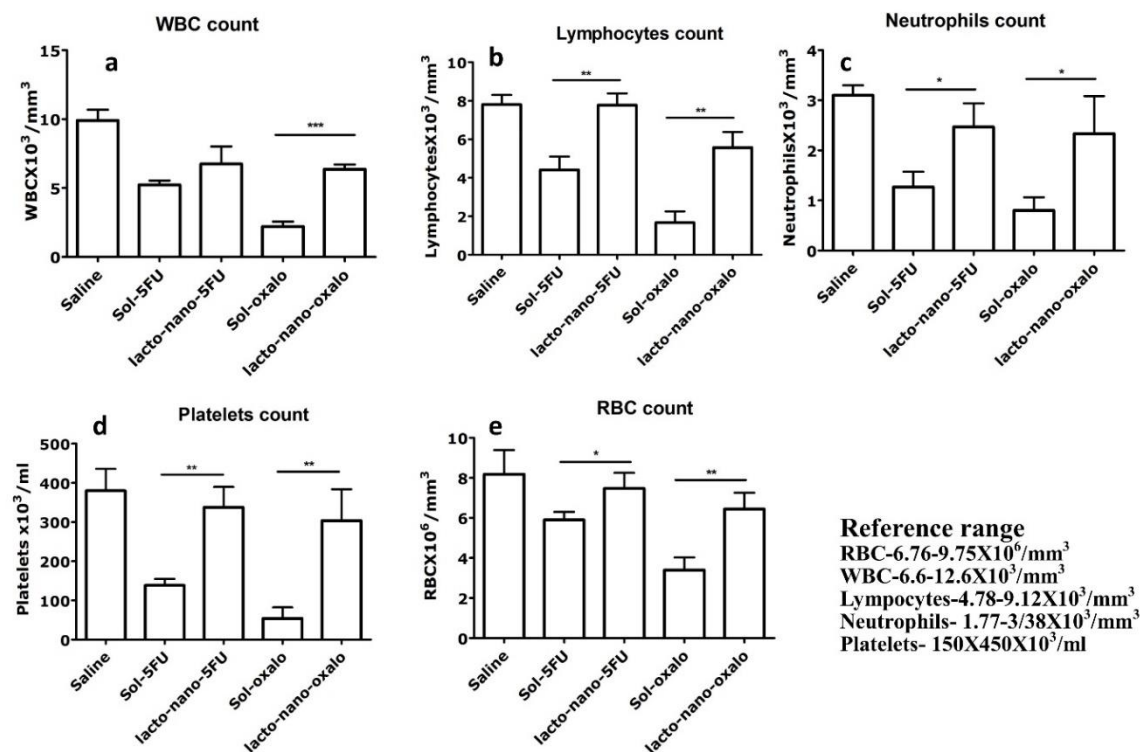 WBC count
a
WBCX10³/mm³
15
10
5
0
***
Saline
Sol-5FU
lacto-nano-5FU
Sol-oxalo
lacto-nano-oxalo
Lymphocytes count
b
LymphocytesX10³/mm³
10
8
6
4
2
0
**
**
Saline
Sol-5FU
lacto-nano-5FU
Sol-oxalo
lacto-nano-oxalo
Neutrophils count
c
NeutrophilsX10³/mm³
4
3
2
1
0
*
*
Saline
Sol-5FU
lacto-nano-5FU
Sol-oxalo
lacto-nano-oxalo
Platelets count
d
Platelets x10³/ml
500
400
300
200
100
0
**
**
Saline
Sol-5FU
lacto-nano-5FU
Sol-oxalo
lacto-nano-oxalo
RBC count
e
RBCX10⁶/mm³
10
8
6
4
2
0
*
**
Saline
Sol-5FU
lacto-nano-5FU
Sol-oxalo
lacto-nano-oxalo
Reference range
RBC-6.76-9.75X10⁶/mm³
WBC-6.6-12.6X10³/mm³
Lympocytes-4.78-9.12X10³/mm³
Neutrophils- 1.77-3/38X10³/mm³
Platelets- 150X450X10³/ml